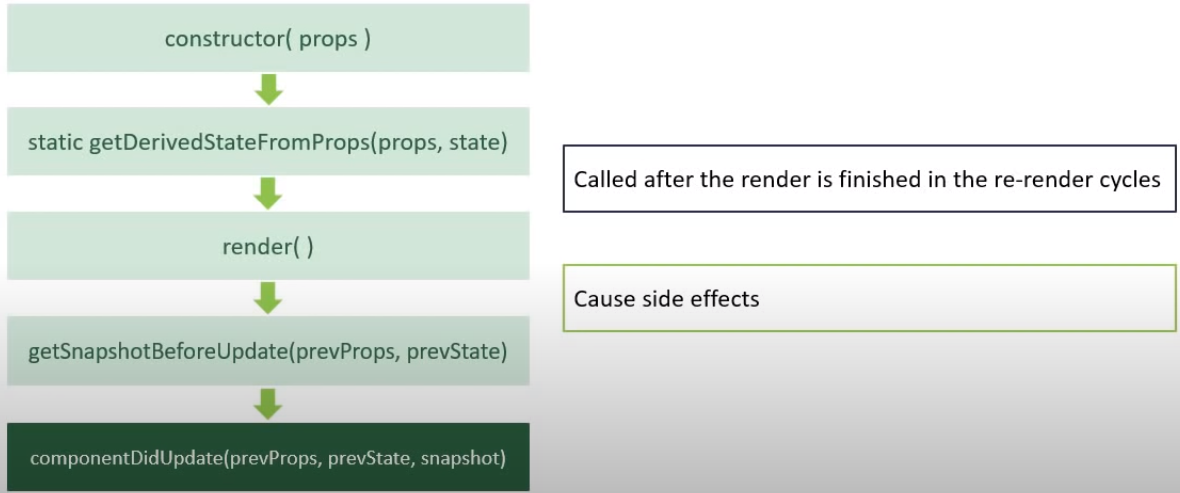 constructor( props )
static getDerivedStateFromProps(props, state)
render( )
getSnapshotBeforeUpdate(prevProps, prevState)
componentDidUpdate(prevProps, prevState, snapshot)
Called after the render is finished in the re-render cycles
Cause side effects